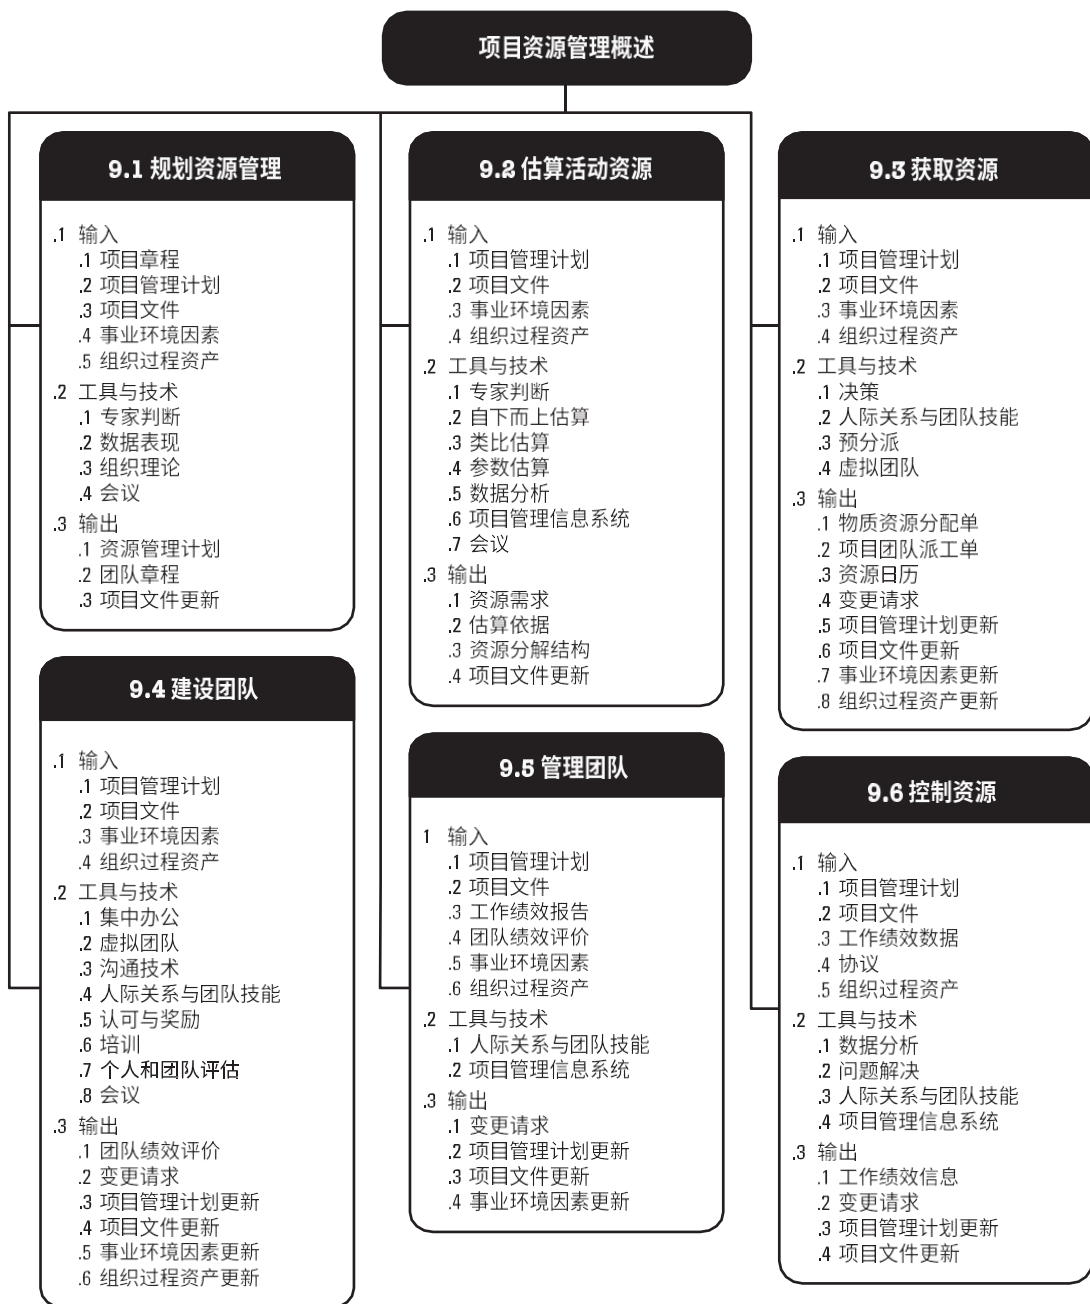 项目资源管理概述
9.1 规划资源管理
.1 输入
.1 项目章程
.2 项目管理计划
.3 项目文件
.4 事业环境因素
.5 组织过程资产
.2 工具与技术
.1 专家判断
.2 数据表现
.3 组织理论
.4 会议
.3 输出
.1 资源管理计划
.2 团队章程
.3 项目文件更新
9.2 估算活动资源
.1 输入
.1 项目管理计划
.2 项目文件
.3 事业环境因素
.4 组织过程资产
.2 工具与技术
.1 专家判断
.2 自下而上估算
.3 类比估算
.4 参数估算
.5 数据分析
.6 项目管理信息系统
.7 会议
.3 输出
.1 资源需求
.2 估算依据
.3 资源分解结构
.4 项目文件更新
9.3 获取资源
.1 输入
.1 项目管理计划
.2 项目文件
.3 事业环境因素
.4 组织过程资产
.2 工具与技术
.1 决策
.2 人际关系与团队技能
.3 预分派
.4 虚拟团队
.3 输出
.1 物质资源分配单
.2 项目团队派工单
.3 资源日历
.4 变更请求
.5 项目管理计划更新
.6 项目文件更新
.7 事业环境因素更新
.8 组织过程资产更新
9.4 建设团队
.1 输入
.1 项目管理计划
.2 项目文件
.3 事业环境因素
.4 组织过程资产
.2 工具与技术
.1 集中办公
.2 虚拟团队
.3 沟通技术
.4 人际关系与团队技能
.5 认可与奖励
.6 培训
.7 个人和团队评估
.8 会议
.3 输出
.1 团队绩效评价
.2 变更请求
.3 项目管理计划更新
.4 项目文件更新
.5 事业环境因素更新
.6 组织过程资产更新
9.5 管理团队
1 输入
.1 项目管理计划
.2 项目文件
.3 工作绩效报告
.4 团队绩效评价
.5 事业环境因素
.6 组织过程资产
.2 工具与技术
.1 人际关系与团队技能
.2 项目管理信息系统
.3 输出
.1 变更请求
.2 项目管理计划更新
.3 项目文件更新
.4 事业环境因素更新
9.6 控制资源
.1 输入
.1 项目管理计划
.2 项目文件
.3 工作绩效数据
.4 协议
.5 组织过程资产
.2 工具与技术
.1 数据分析
.2 问题解决
.3 人际关系与团队技能
.4 项目管理信息系统
.3 输出
.1 工作绩效信息
.2 变更请求
.3 项目管理计划更新
.4 项目文件更新